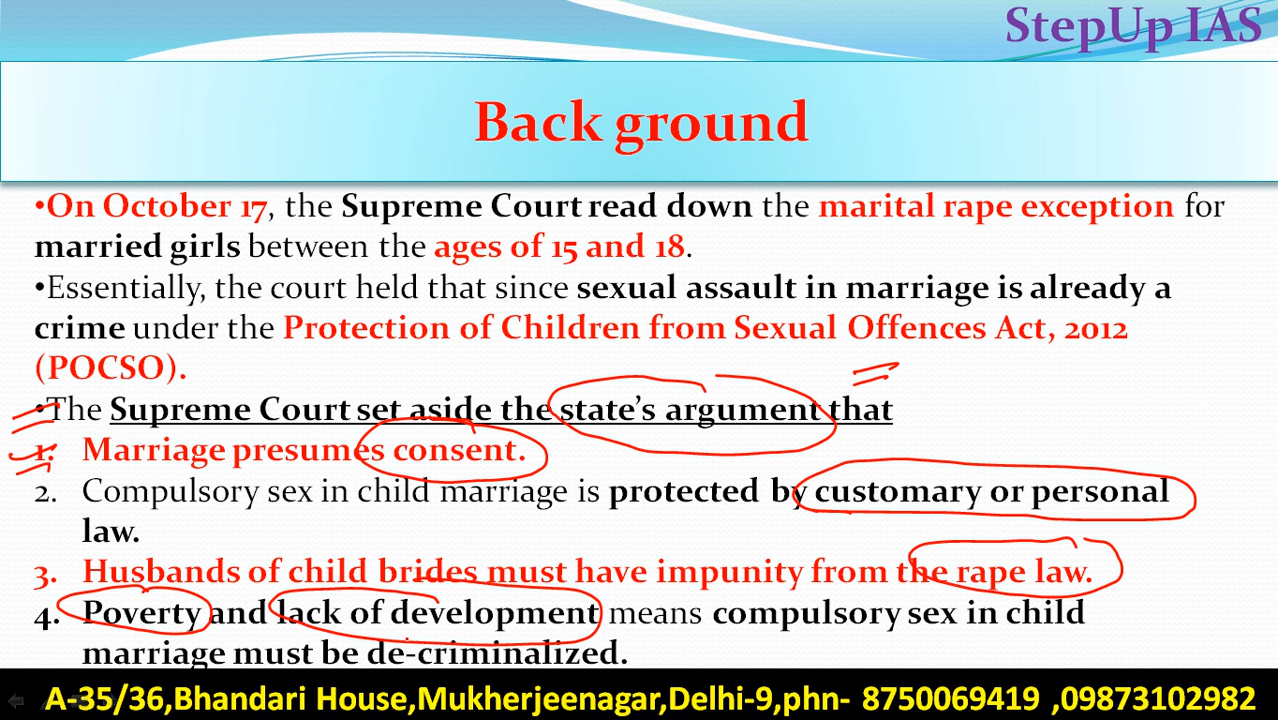 StepUp IAS
Back ground
•On October 17, the Supreme Court read down the marital rape exception for
married girls between the ages of 15 and 18.
•Essentially, the court held that since sexual assault in marriage is already a
crime under the Protection of Children from Sexual Offences Act, 2012
(POCSO).
•The Supreme Court set aside the state's argument that
1. Marriage presumes consent.
2. Compulsory sex in child marriage is protected by customary or personal
law.
3. Husbands of child brides must have impunity from the rape law.
4. Poverty and lack of development means compulsory sex in child
marriage must be de-criminalized.
A-35/36,Bhandari House,Mukherjeenagar,Delhi-9,phn- 8750069419 ,09873102982